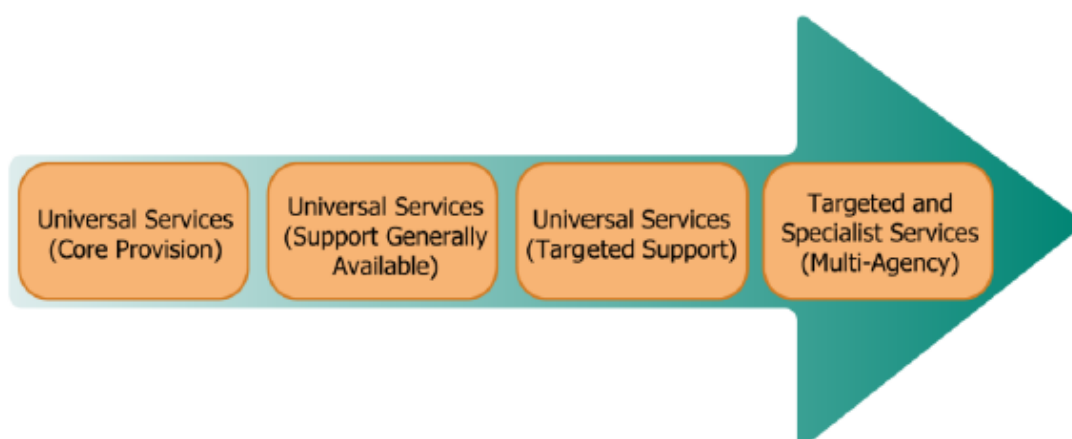 Universal Services
(Core Provision)
Universal Services
(Support Generally
Available)
Universal Services
(Targeted Support)
Targeted and
Specialist Services
(Multi-Agency)